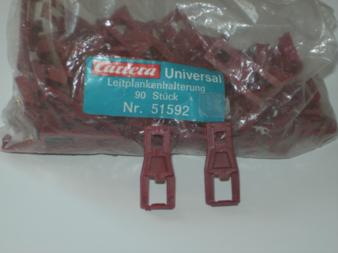 Carrera Universal
Leitplankenhalterung
90 Stück
Nr. 51592